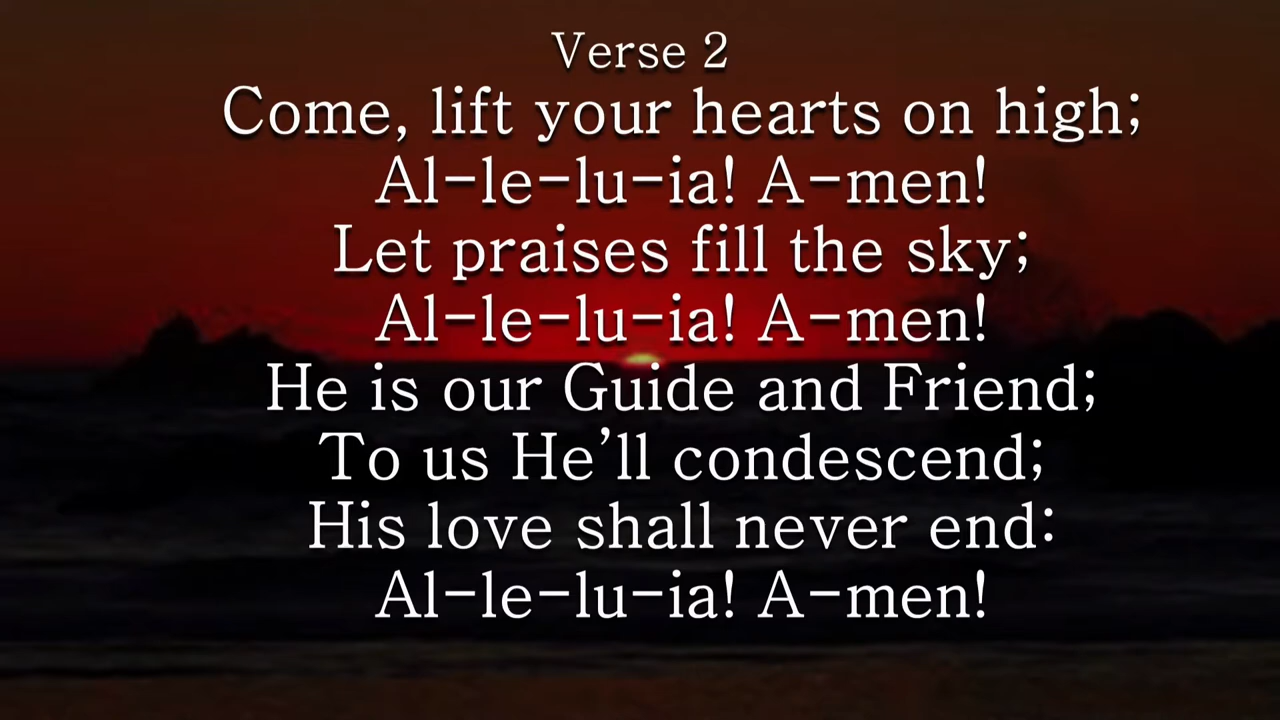 Verse 2
Come, lift your hearts on high;
Al-le-lu-ia! A-men!
Let praises fill the sky;
Al-le-lu-ia! A-men!
He is our Guide and Friend;
To us He’ll condescend;
His love shall never end:
Al-le-lu-ia! A-men!